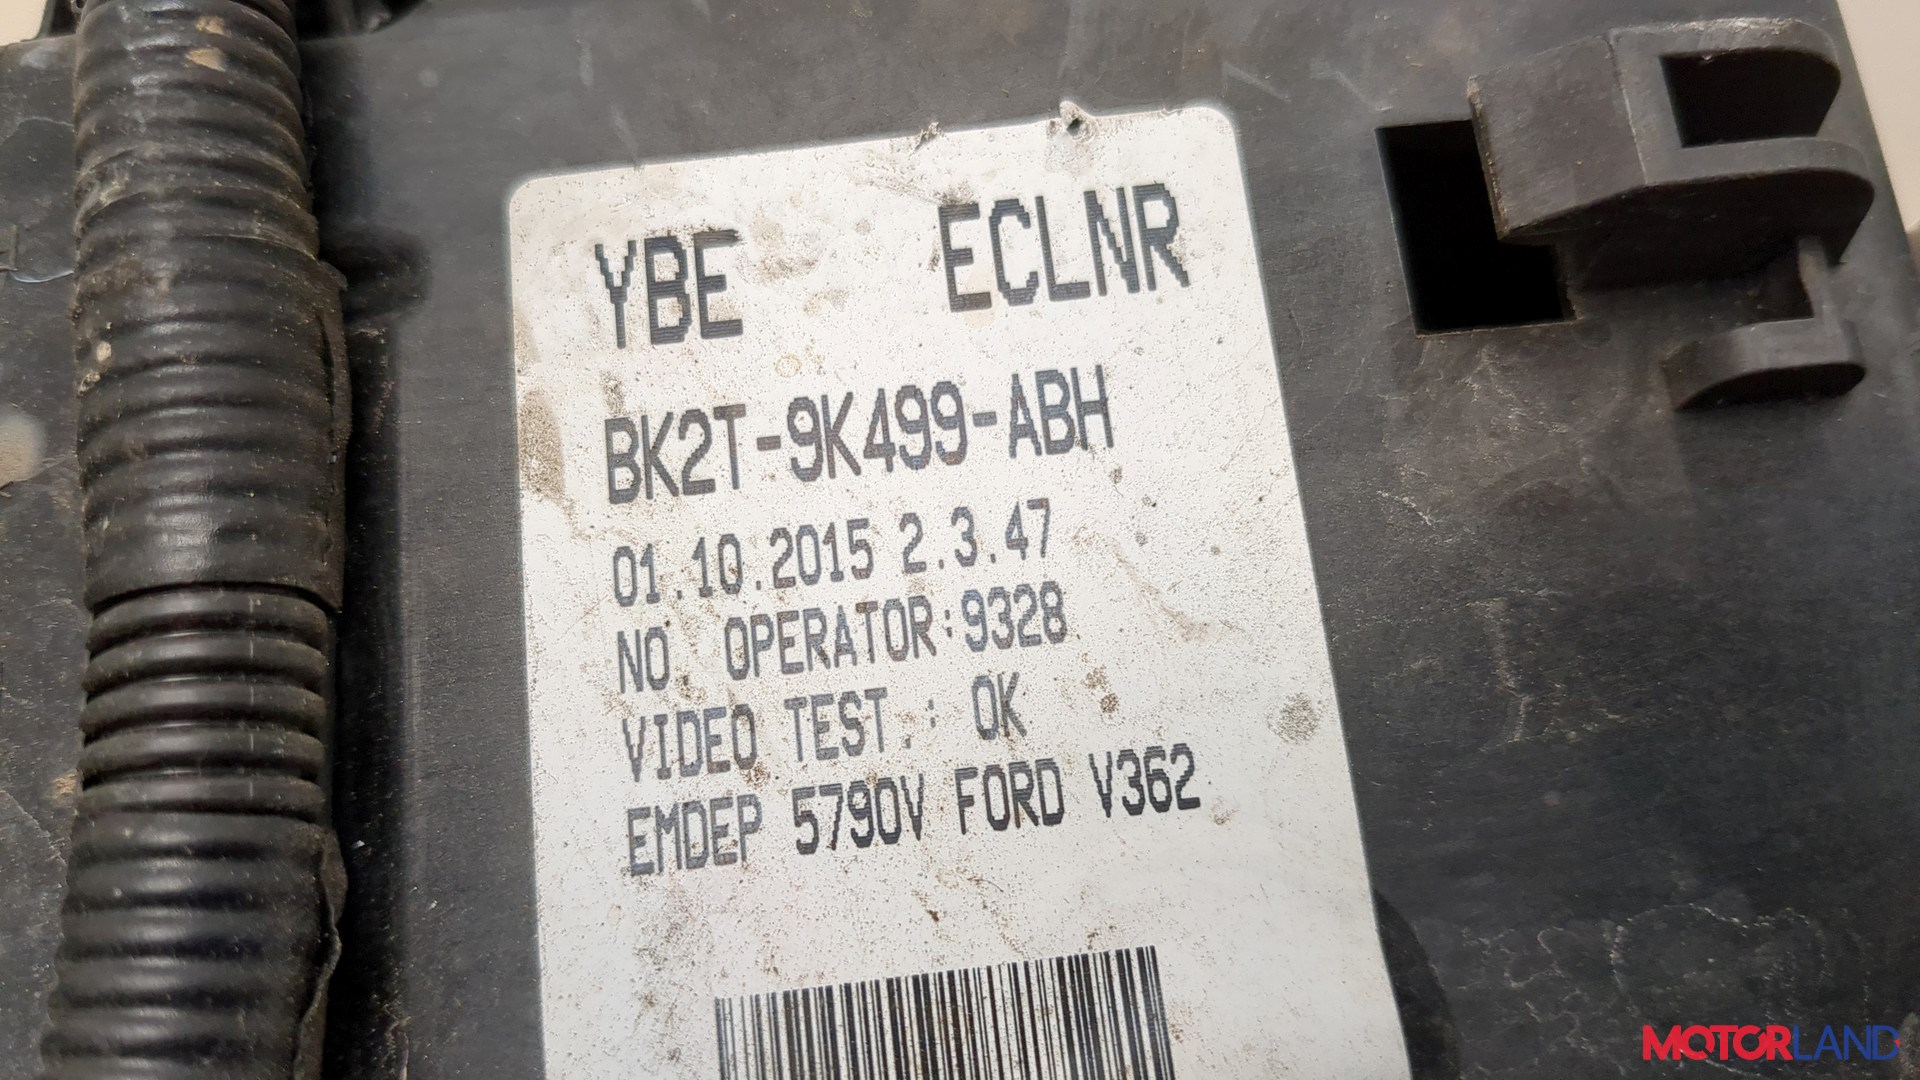 YBE ECLNR
BK2T-9K499-ABH
01.10.2015 2.3.47
NO. OPERATOR:9328
VIDEO TEST.: OK
EMDEP 5790V FORD V362
MOTORLAND